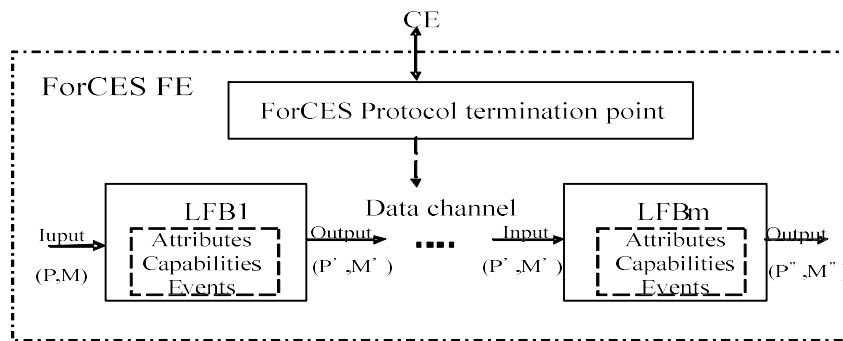 CE
ForCES FE
ForCES Protocol termination point
Data channel
LFB1
LFBm
Iuput
Output
Input
Output
Attributes
Capabilities
Events
Attributes
Capabilities
Events
(P,M)
(P' ,M' )
(P' ,M' )
(P" ,M" )